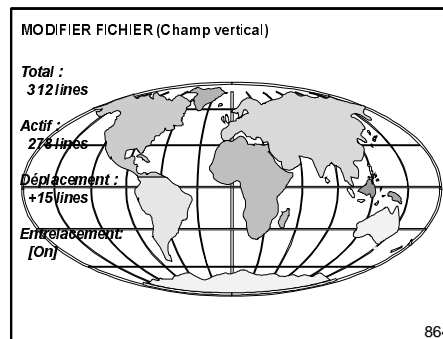 MODIFIER FICHIER (Champ vertical)
Total :
312 lines
Actif :
278 lines
Déplacement :
+15 lines
Entrelacement:
[On]
864